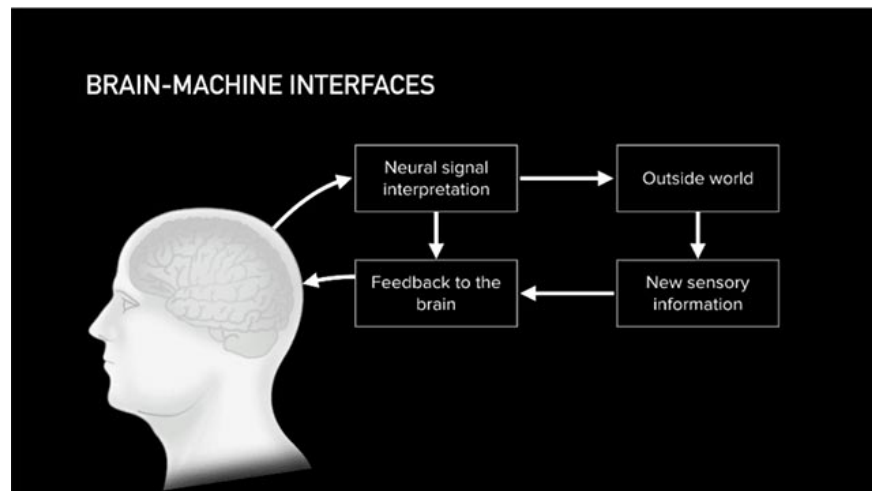 BRAIN-MACHINE INTERFACES
Neural signal
interpretation
Outside world
Feedback to the
brain
New sensory
information